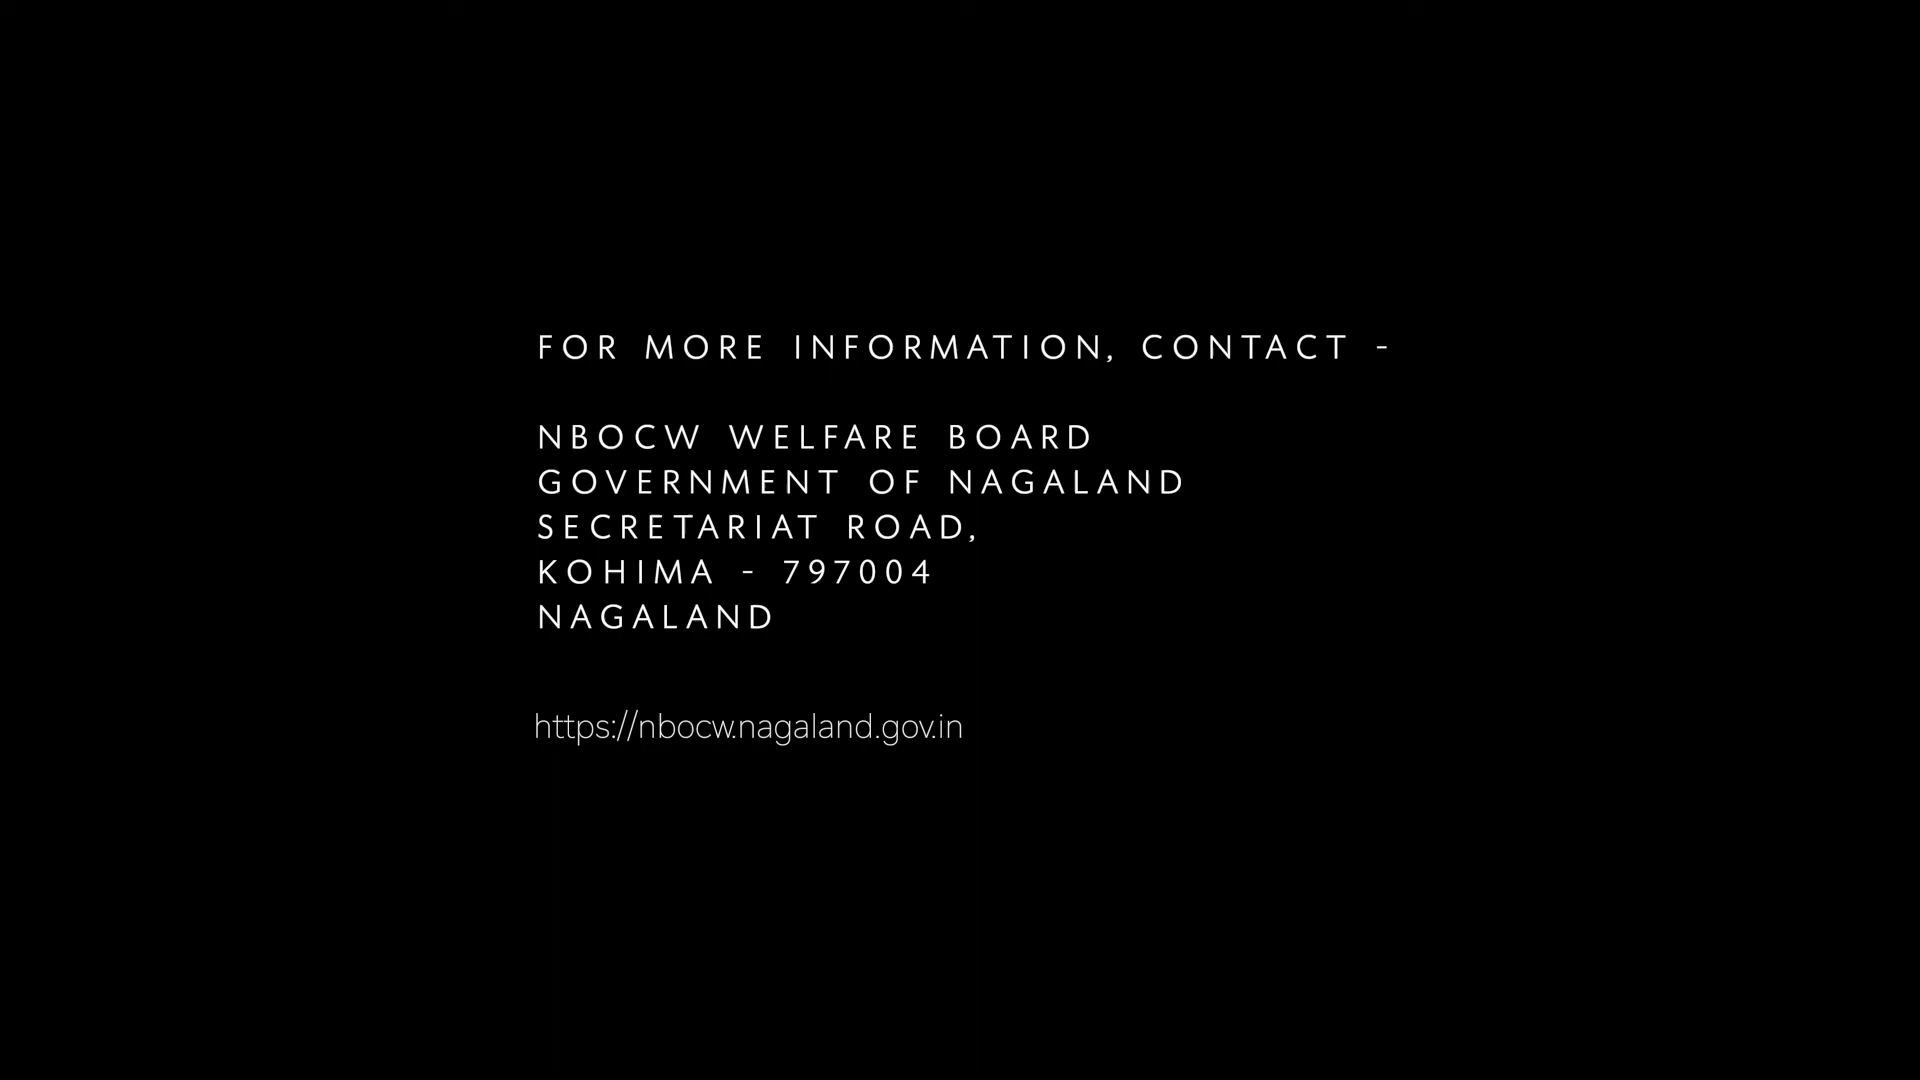 FOR MORE INFORMATION, CONTACT -
NBOCW WELFARE BOARD
GOVERNMENT OF NAGALAND
SECRETARIAT ROAD,
KOHIMA - 797004
NAGALAND
https://nbocw.nagaland.gov.in